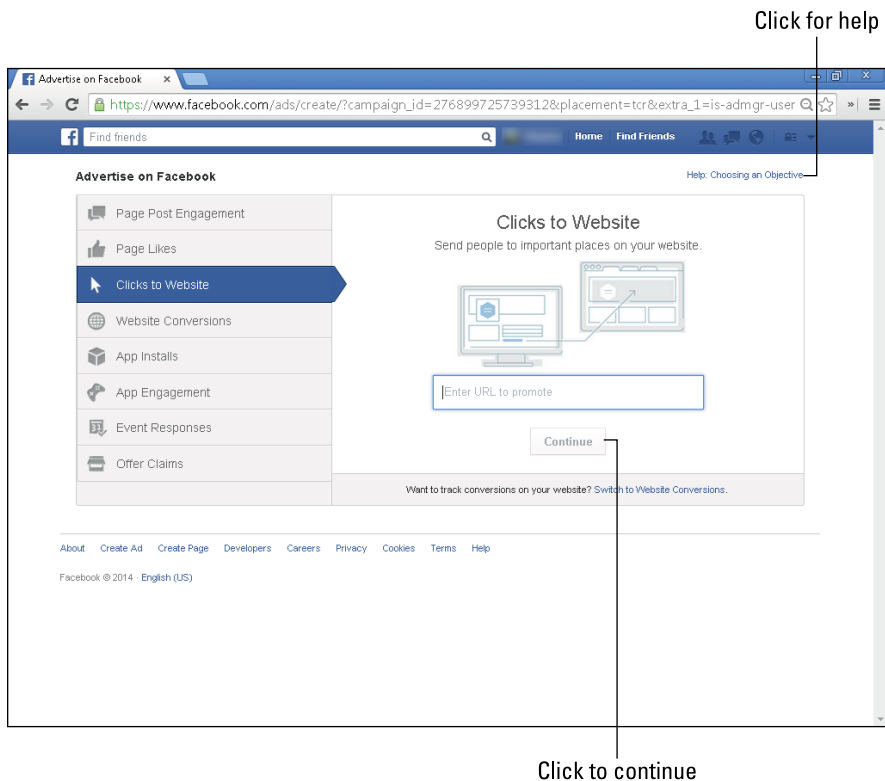 Click for help
Advertise on Facebook
https://www.facebook.com/ads/create/?campaign_id=276899725739312&placement=tcr&extra_1=is-admgr-user
Find friends
Home Find Friends
Advertise on Facebook
Help: Choosing an Objective
Page Post Engagement
Page Likes
Clicks to Website
Website Conversions
App Installs
App Engagement
Event Responses
Offer Claims
Clicks to Website
Send people to important places on your website.
Enter URL to promote
Continue
Want to track conversions on your website? Switch to Website Conversions.
About Create Ad Create Page Developers Careers Privacy Cookies Terms Help
Facebook © 2014 · English (US)
Click to continue